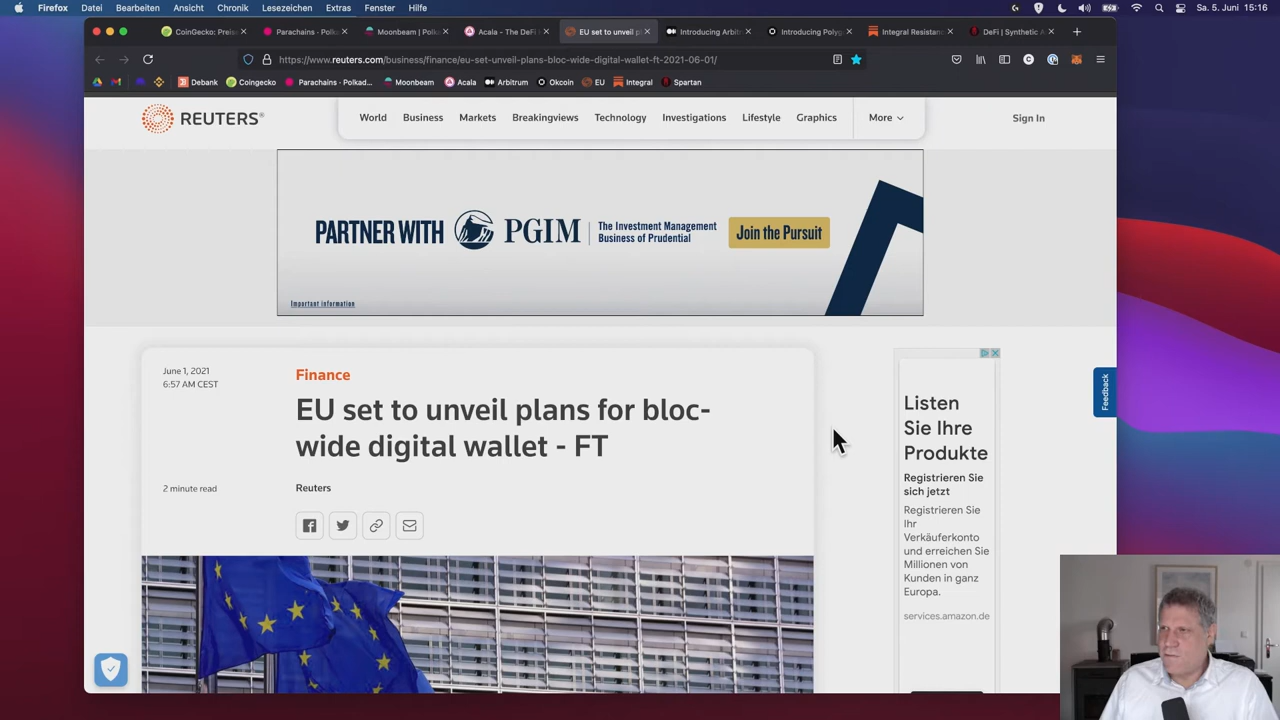 Firefox Datei Bearbeiten Ansicht Chronik Lesezeichen Extras Fenster Hilfe Sa. 5. Juni 15:16
CoinGecko: Preise Parachains · Polka Moonbeam | Polk Acala - The DeFi EU set to unveil p Introducing Arbitr Introducing Polyg Integral Resistan DeFi | Synthetic A
https://www.reuters.com/business/finance/eu-set-unveil-plans-bloc-wide-digital-wallet-ft-2021-06-01/
Debank Coingecko Parachains - Polkad... Moonbeam Acala Arbitrum Okcoin EU Integral Spartan
REUTERS®
World Business Markets Breakingviews Technology Investigations Lifestyle Graphics More Sign In
PARTNER WITH PGIM
The Investment Management
Business of Prudential
Join the Pursuit
Important information
June 1, 2021
6:57 AM CEST
Finance
EU set to unveil plans for bloc-
wide digital wallet - FT
2 minute read
Reuters
Feedback
Listen
Sie Ihre
Produkte
Registrieren Sie
sich jetzt
Registrieren Sie
Ihr
Verkäuferkonto
und erreichen Sie
Millionen von
Kunden in ganz
Europa.
services.amazon.de